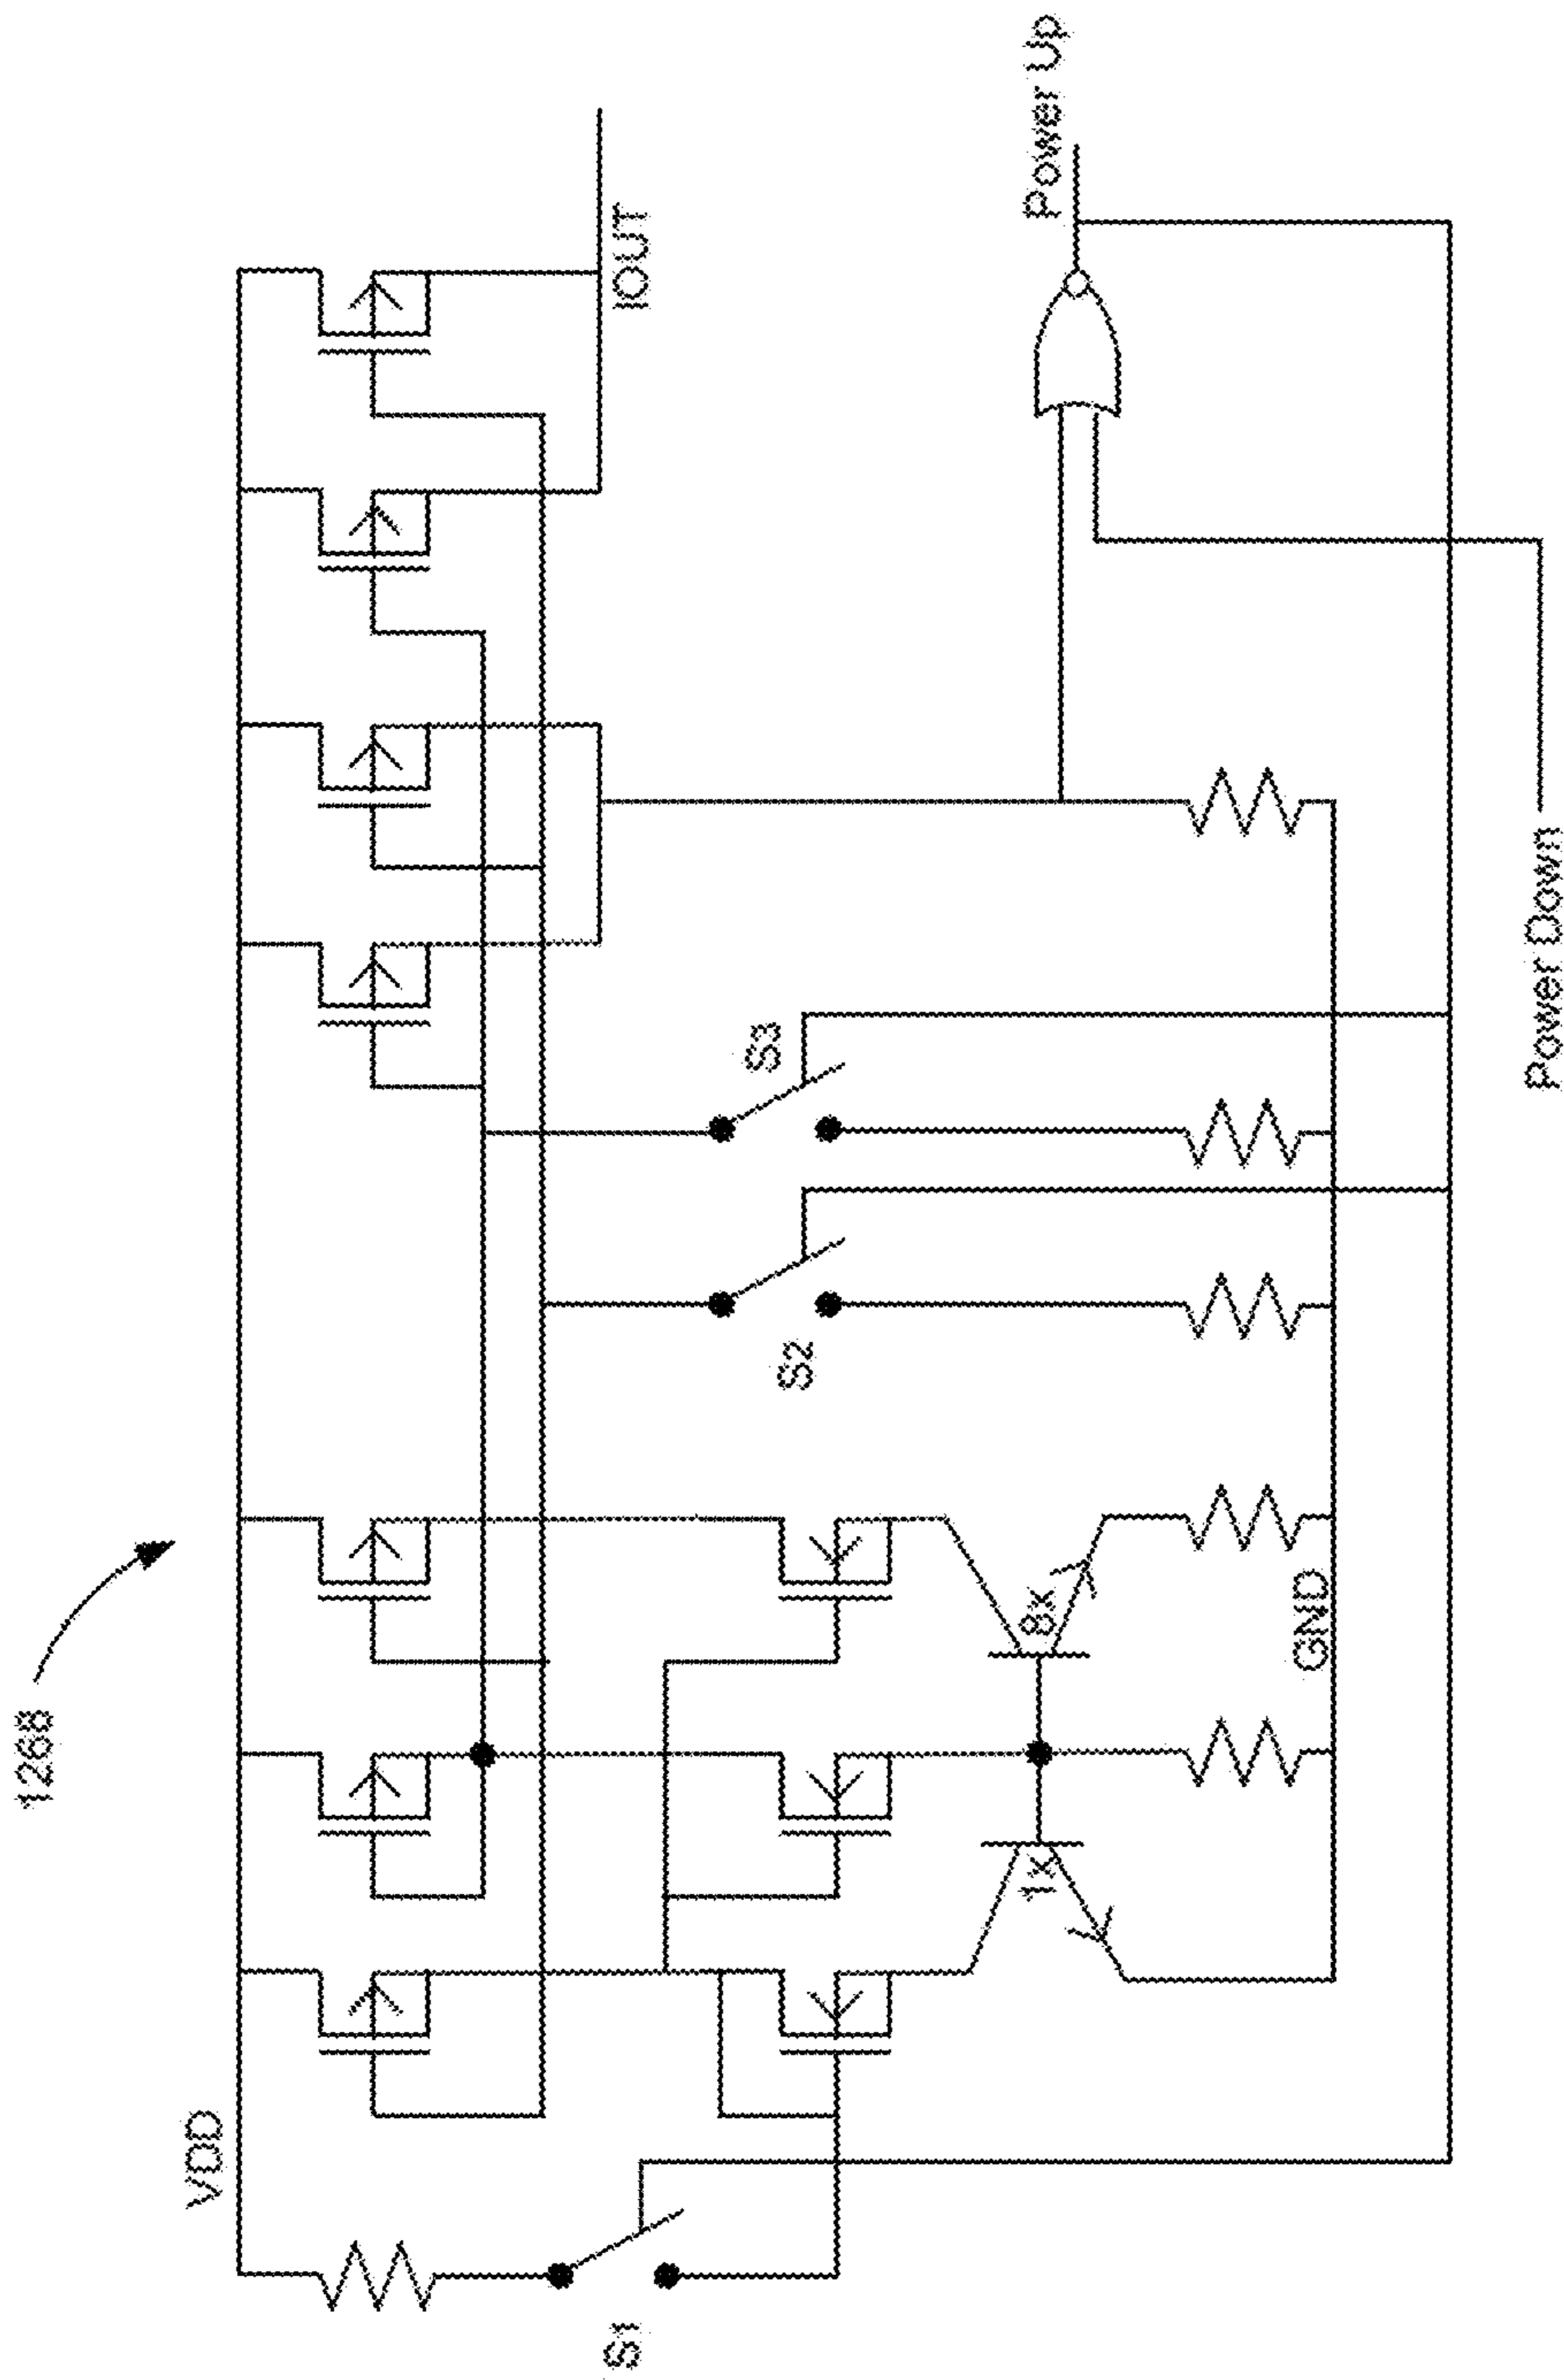 1268
VDD
S1
S2
S3
1x
8x
GND
IOUT
Power Up
Power Down